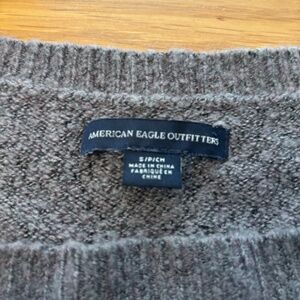 AMERICAN EAGLE OUTFITTERS
S/P/CH
MADE IN CHINA
FABRIQUÉ EN
CHINE